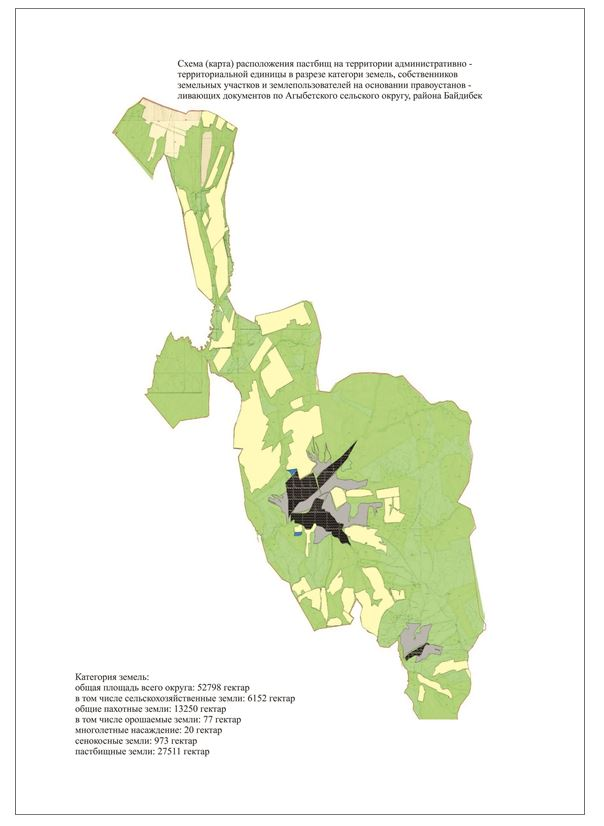 Схема (карта) расположения пастбищ на территории административно -
территориальной единицы в разрезе категори земель, собственников
земельных участков и землепользователей на основании правоустанов -
ливающих документов по Агыбетского сельского округу, района Байдибек
Категория земель:
общая площадь всего округа: 52798 гектар
в том числе сельскохозяйственные земли: 6152 гектар
общие пахотные земли: 13250 гектар
в том числе орошаемые земли: 77 гектар
многолетные насаждение: 20 гектар
сенокосные земли: 973 гектар
пастбищные земли: 27511 гектар